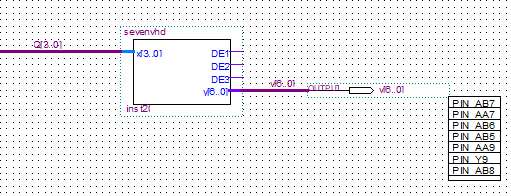 sevenvhd
Q[3..0]
x[3..0]
DE1
DE2
DE3
y[6..0]
y[6..0]
OUTPUT
y[6..0]
inst20
PIN_AB7
PIN_AA7
PIN_AB6
PIN_AB5
PIN_AA9
PIN_Y9
PIN_AB8